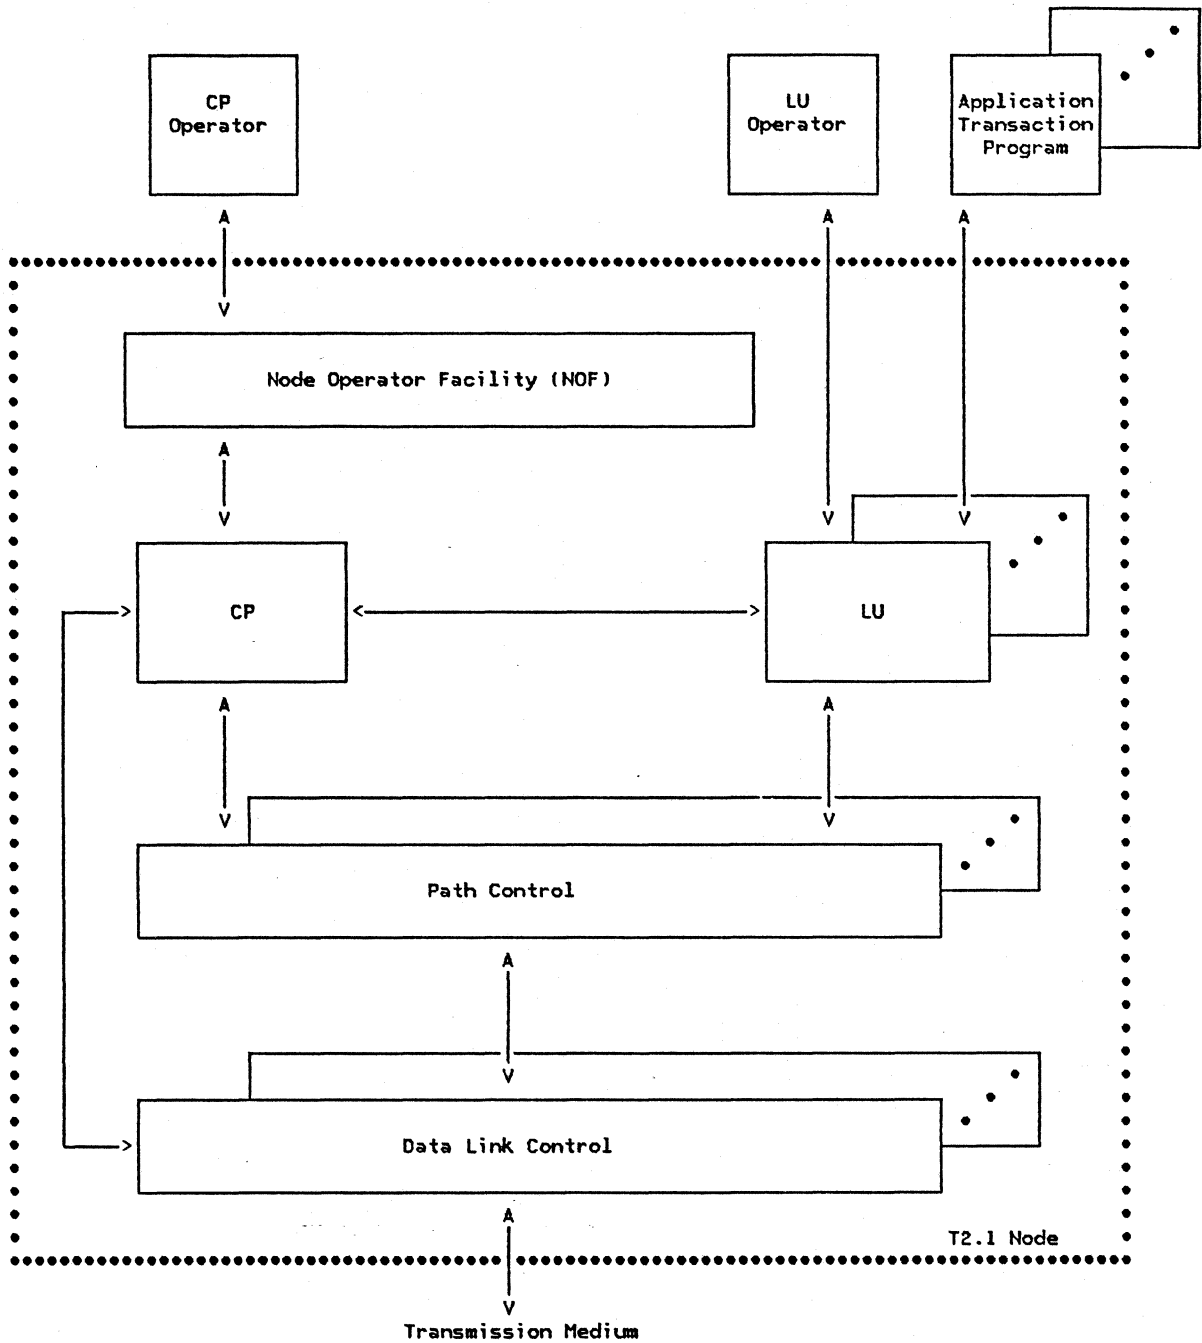 CP
Operator
LU
Operator
Application
Transaction
Program
Node Operator Facility (NOF)
CP
LU
Path Control
Data Link Control
T2.1 Node
Transmission Medium